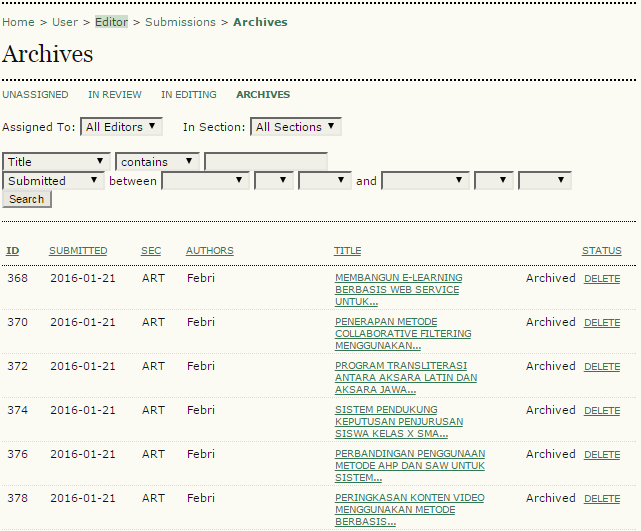 Home > User > Editor > Submissions > Archives
Archives
UNASSIGNED IN REVIEW IN EDITING ARCHIVES
Assigned To: All Editors In Section: All Sections
Title contains
Submitted between and
Search
ID SUBMITTED SEC AUTHORS TITLE STATUS
368 2016-01-21 ART Febri MEMBANGUN E-LEARNING Archived DELETE
BERBASIS WEB SERVICE
UNTUK...
370 2016-01-21 ART Febri PENERAPAN METODE Archived DELETE
COLLABORATIVE FILTERING
MENGGUNAKAN...
372 2016-01-21 ART Febri PROGRAM TRANSLITERASI Archived DELETE
ANTARA AKSARA LATIN DAN
AKSARA JAWA...
374 2016-01-21 ART Febri SISTEM PENDUKUNG Archived DELETE
KEPUTUSAN PENJURUSAN
SISWA KELAS X SMA...
376 2016-01-21 ART Febri PERBANDINGAN PENGGUNAAN Archived DELETE
METODE AHP DAN SAW UNTUK
SISTEM...
378 2016-01-21 ART Febri PERINGKASAN KONTEN VIDEO Archived DELETE
MENGGUNAKAN METODE
BERBASIS...